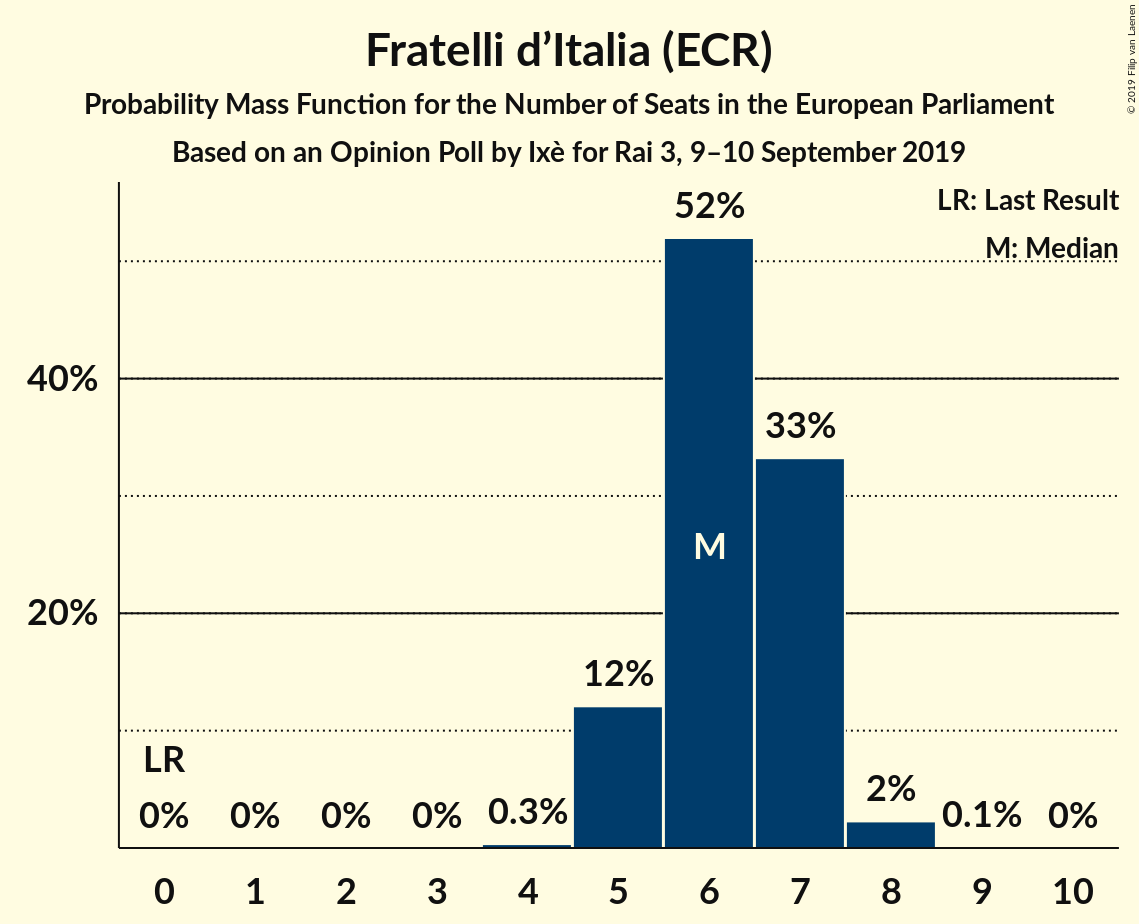 Fratelli d’Italia (ECR)
Probability Mass Function for the Number of Seats in the European Parliament
Based on an Opinion Poll by Ixè for Rai 3, 9–10 September 2019
© 2019 Filip van Laenen
LR: Last Result
M: Median
52%
40%
33%
M
20%
12%
LR
0% 0% 0% 0% 0.3% 2% 0.1% 0%
0 1 2 3 4 5 6 7 8 9 10